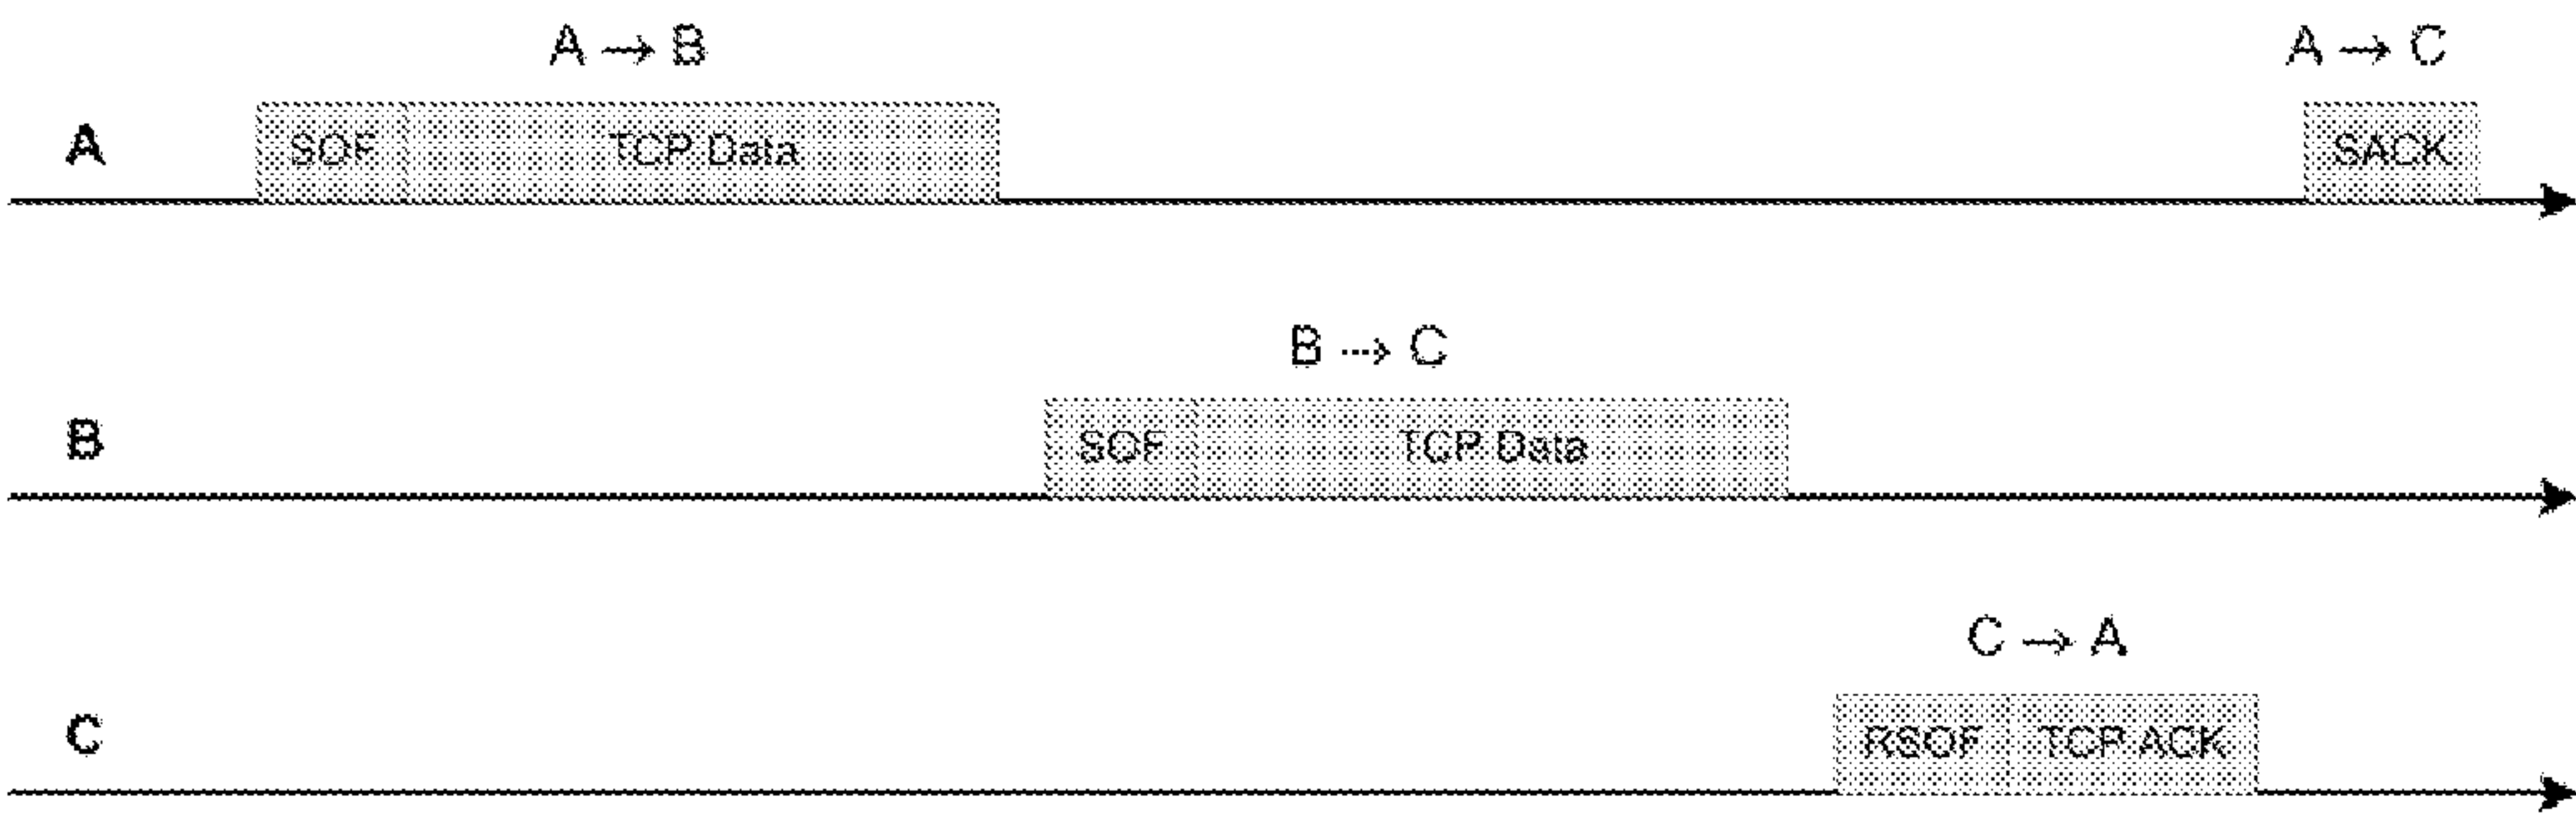 A → B
A → C
A SOF TCP Data SACK
B ⇢ C
B SOF TCP Data
C → A
C RSOF TCP ACK